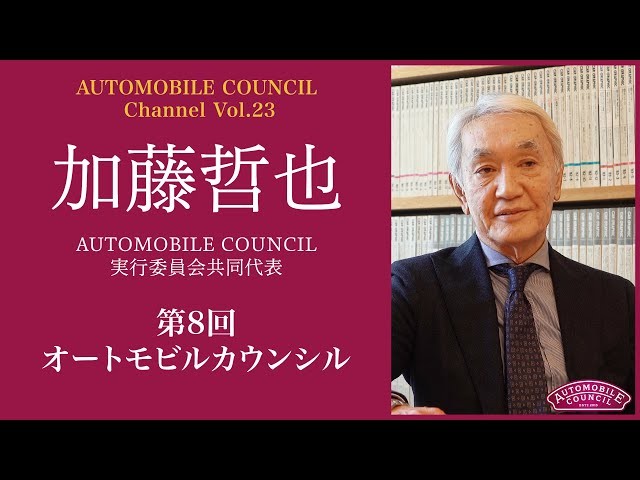 AUTOMOBILE COUNCIL
Channel Vol.23
加藤哲也
AUTOMOBILE COUNCIL
実行委員会共同代表
第8回
オートモビルカウンシル
AUTOMOBILE
COUNCIL